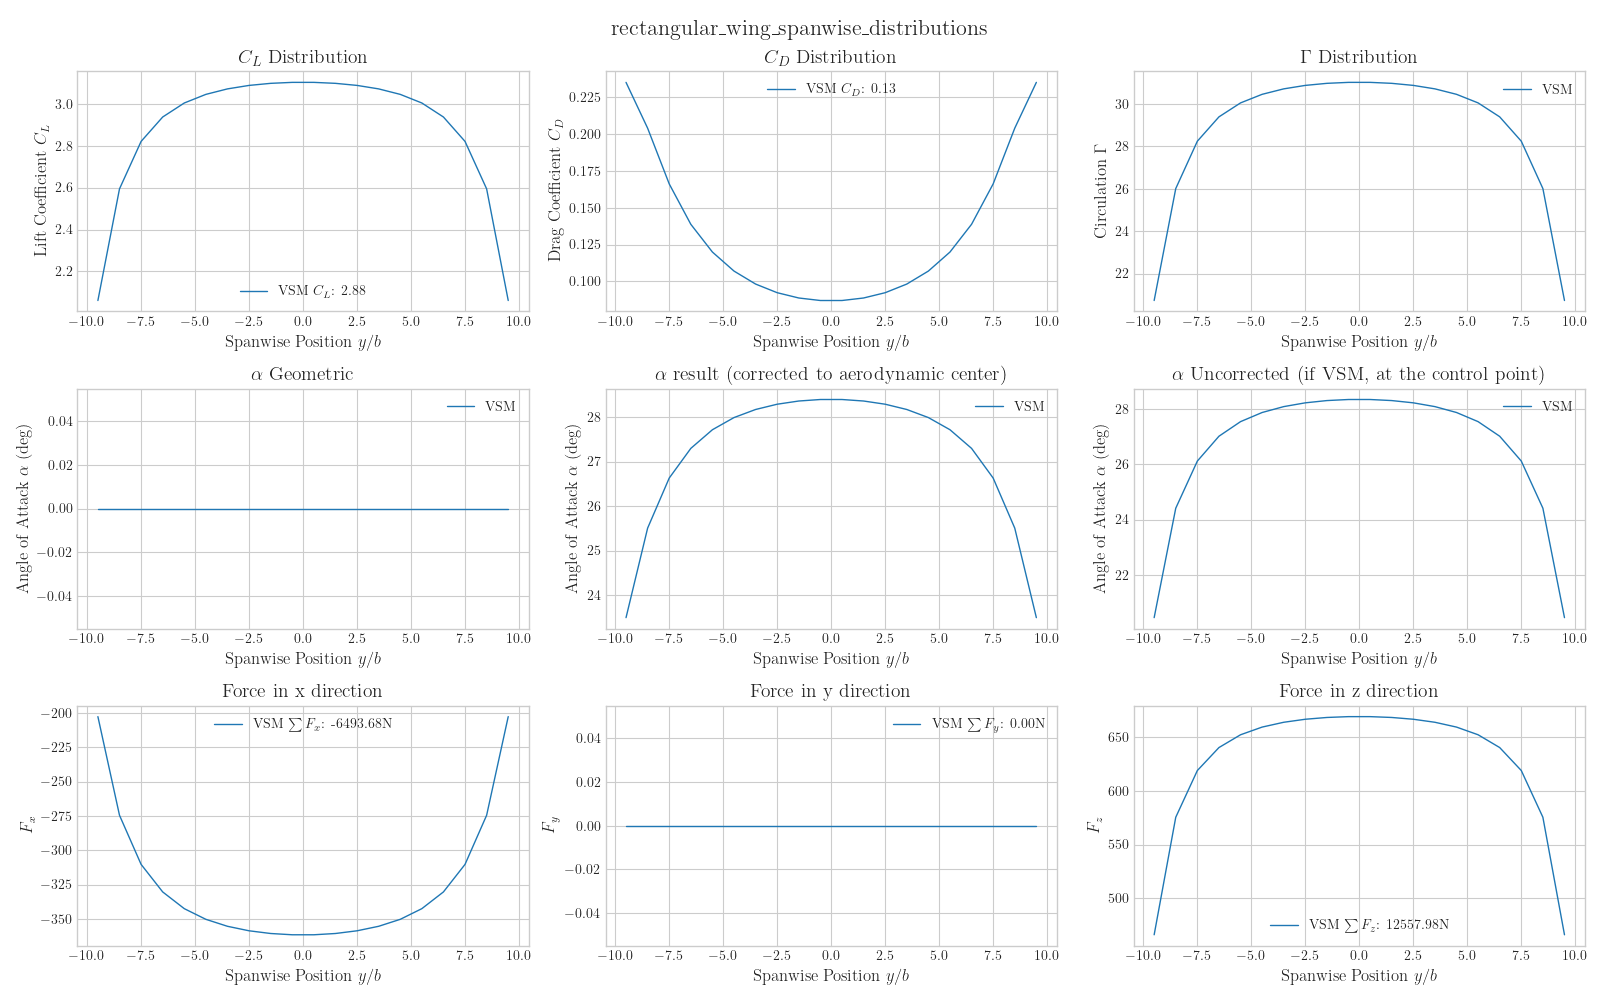 rectangular_wing_spanwise_distributions
C_L Distribution
3.0
2.8
2.6
2.4
2.2
Lift Coefficient C_L
VSM C_L: 2.88
−10.0 −7.5 −5.0 −2.5 0.0 2.5 5.0 7.5 10.0
Spanwise Position y/b
C_D Distribution
0.225
0.200
0.175
0.150
0.125
0.100
Drag Coefficient C_D
VSM C_D: 0.13
−10.0 −7.5 −5.0 −2.5 0.0 2.5 5.0 7.5 10.0
Spanwise Position y/b
Γ Distribution
30
28
26
24
22
Circulation Γ
VSM
−10.0 −7.5 −5.0 −2.5 0.0 2.5 5.0 7.5 10.0
Spanwise Position y/b
α Geometric
0.04
0.02
0.00
−0.02
−0.04
Angle of Attack α (deg)
VSM
−10.0 −7.5 −5.0 −2.5 0.0 2.5 5.0 7.5 10.0
Spanwise Position y/b
α result (corrected to aerodynamic center)
28
27
26
25
24
Angle of Attack α (deg)
VSM
−10.0 −7.5 −5.0 −2.5 0.0 2.5 5.0 7.5 10.0
Spanwise Position y/b
α Uncorrected (if VSM, at the control point)
28
26
24
22
Angle of Attack α (deg)
VSM
−10.0 −7.5 −5.0 −2.5 0.0 2.5 5.0 7.5 10.0
Spanwise Position y/b
Force in x direction
−200
−225
−250
−275
−300
−325
−350
F_x
VSM ∑ F_x: -6493.68N
−10.0 −7.5 −5.0 −2.5 0.0 2.5 5.0 7.5 10.0
Spanwise Position y/b
Force in y direction
0.04
0.02
0.00
−0.02
−0.04
F_y
VSM ∑ F_y: 0.00N
−10.0 −7.5 −5.0 −2.5 0.0 2.5 5.0 7.5 10.0
Spanwise Position y/b
Force in z direction
650
600
550
500
F_z
VSM ∑ F_z: 12557.98N
−10.0 −7.5 −5.0 −2.5 0.0 2.5 5.0 7.5 10.0
Spanwise Position y/b